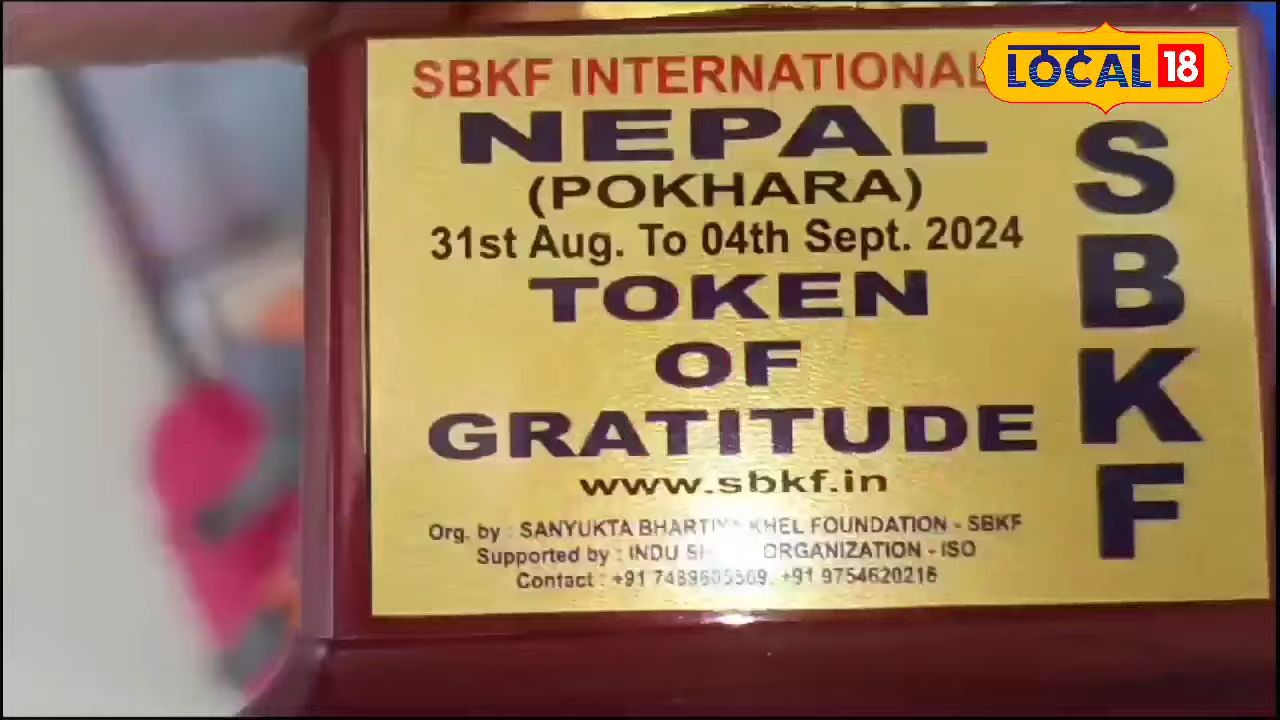 SBKF INTERNATIONAL
NEPAL
(POKHARA)
31st Aug. To 04th Sept. 2024
TOKEN
OF
GRATITUDE
www.sbkf.in
Org. by : SANYUKTA BHARTIYA KHEL FOUNDATION - SBKF
Supported by : INDU ORGANIZATION - ISO
Contact : +91 +91 9754620216
SBKF
LOCAL 18